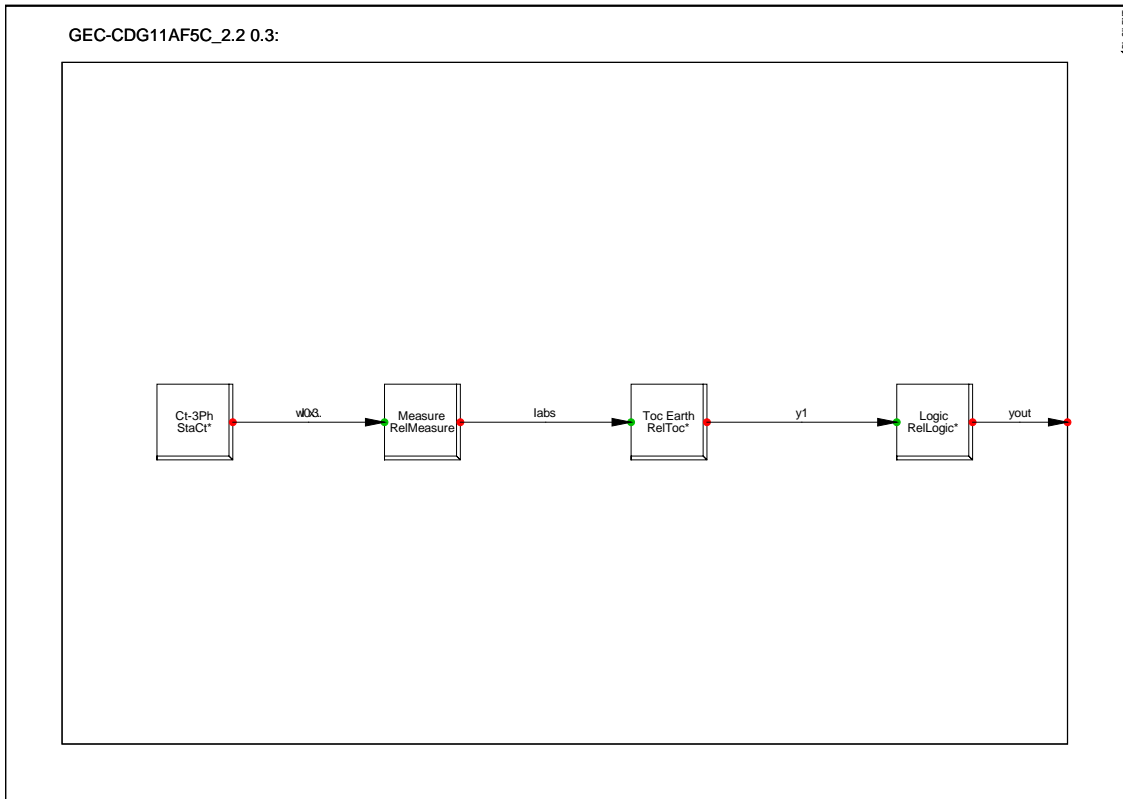 GEC-CDG11AF5C_2.2 0.3:
Ct-3Ph
StaCt*
Measure
RelMeasure
Iabs
Toc Earth
RelToc*
y1
Logic
RelLogic*
yout